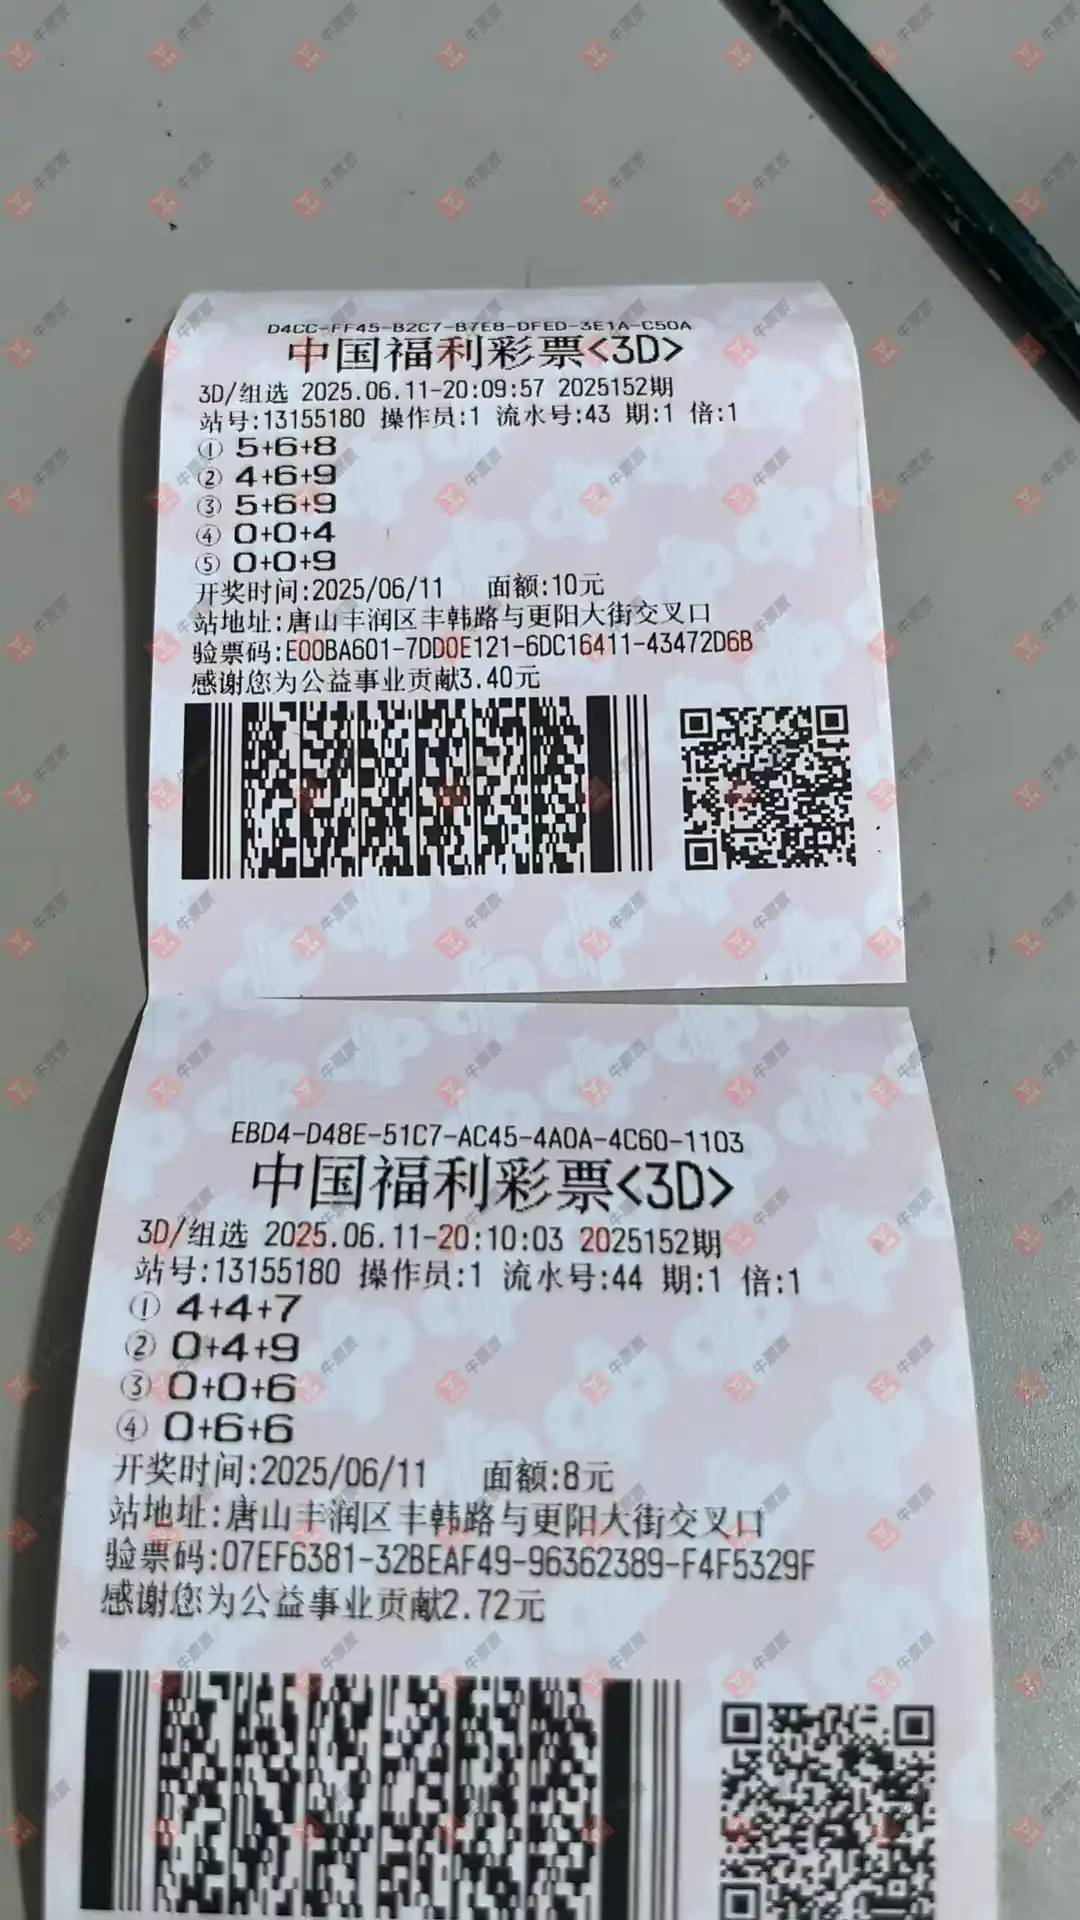 D4CC-FF45-B2C7-B7E8-DFED-3E1A-C50A
中国福利彩票<3D>
3D/组选 2025.06.11-20:09:57 2025152期
站号:13155180 操作员:1 流水号:43 期:1 倍:1
① 5+6+8
② 4+6+9
③ 5+6+9
④ 0+0+4
⑤ 0+0+9
开奖时间:2025/06/11 面额:10元
站地址:唐山丰润区丰韩路与更阳大街交叉口
验票码:E00BA601-7DD0E121-6DC16411-43472D6B
感谢您为公益事业贡献3.40元
EBD4-D48E-51C7-AC45-4A0A-4C60-1103
中国福利彩票<3D>
3D/组选 2025.06.11-20:10:03 2025152期
站号:13155180 操作员:1 流水号:44 期:1 倍:1
① 4+4+7
② 0+4+9
③ 0+0+6
④ 0+6+6
开奖时间:2025/06/11 面额:8元
站地址:唐山丰润区丰韩路与更阳大街交叉口
验票码:07EF6381-32BEAF49-96362389-F4F5329F
感谢您为公益事业贡献2.72元
牛票票